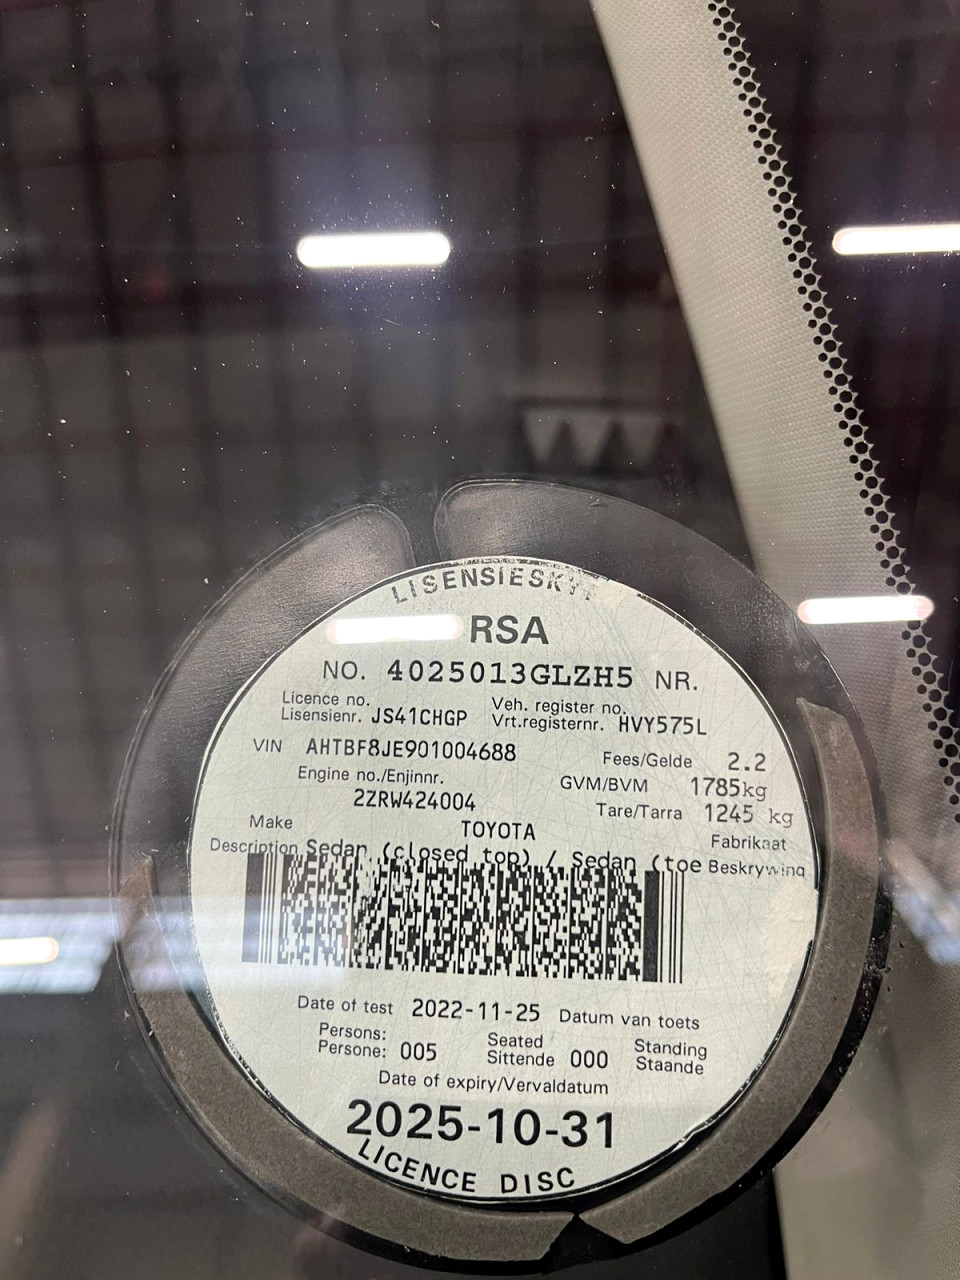 LISENSIESKYF
RSA
NO. 4025013GLZH5 NR.
Licence no. Veh. register no.
Lisensienr. JS41CHGP Vrt.registernr. HVY575L
VIN AHTBF8JE901004688 Fees/Gelde 2.2
Engine no./Enjinnr. GVM/BVM 1785kg
2ZRW424004 Tare/Tarra 1245 kg
Make TOYOTA Fabrikaat
Description Sedan (closed top) / Sedan (toe Beskrywing
Date of test 2022-11-25 Datum van toets
Persons: Seated Standing
Persone: 005 Sittende 000 Staande
Date of expiry/Vervaldatum
2025-10-31
LICENCE DISC